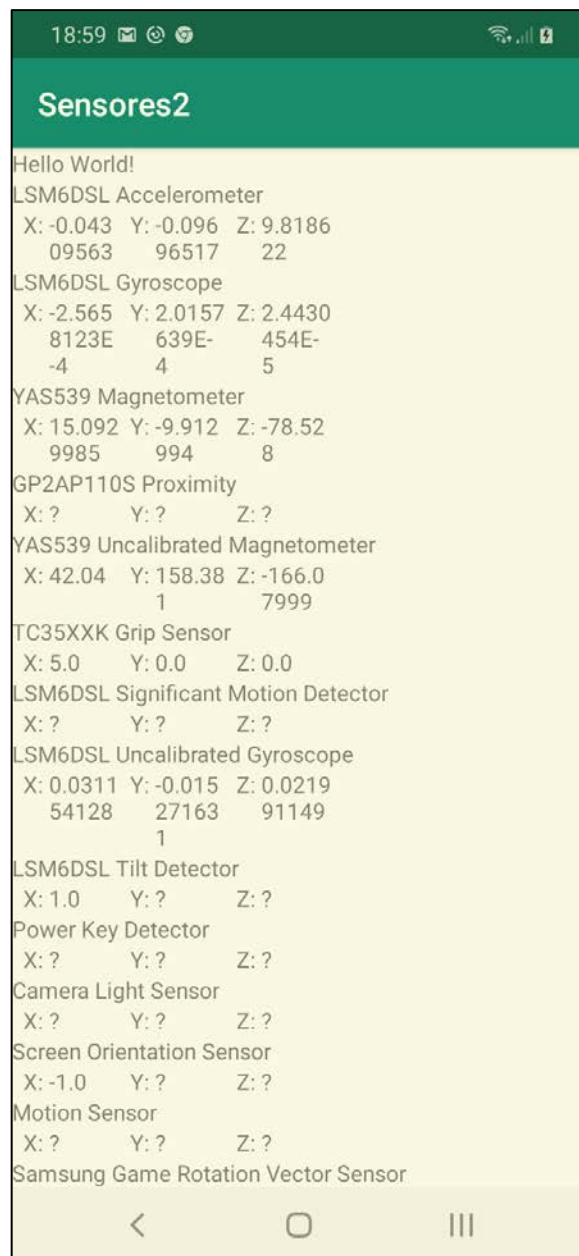 18:59
Sensores2
Hello World!
LSM6DSL Accelerometer
X: -0.043 Y: -0.096 Z: 9.8186
09563 96517 22
LSM6DSL Gyroscope
X: -2.565 Y: 2.0157 Z: 2.4430
8123E 639E- 454E-
-4 4 5
YAS539 Magnetometer
X: 15.092 Y: -9.912 Z: -78.52
9985 994 8
GP2AP110S Proximity
X: ? Y: ? Z: ?
YAS539 Uncalibrated Magnetometer
X: 42.04 Y: 158.38 Z: -166.0
1 7999
TC35XXK Grip Sensor
X: 5.0 Y: 0.0 Z: 0.0
LSM6DSL Significant Motion Detector
X: ? Y: ? Z: ?
LSM6DSL Uncalibrated Gyroscope
X: 0.0311 Y: -0.015 Z: 0.0219
54128 27163 91149
1
LSM6DSL Tilt Detector
X: 1.0 Y: ? Z: ?
Power Key Detector
X: ? Y: ? Z: ?
Camera Light Sensor
X: ? Y: ? Z: ?
Screen Orientation Sensor
X: -1.0 Y: ? Z: ?
Motion Sensor
X: ? Y: ? Z: ?
Samsung Game Rotation Vector Sensor